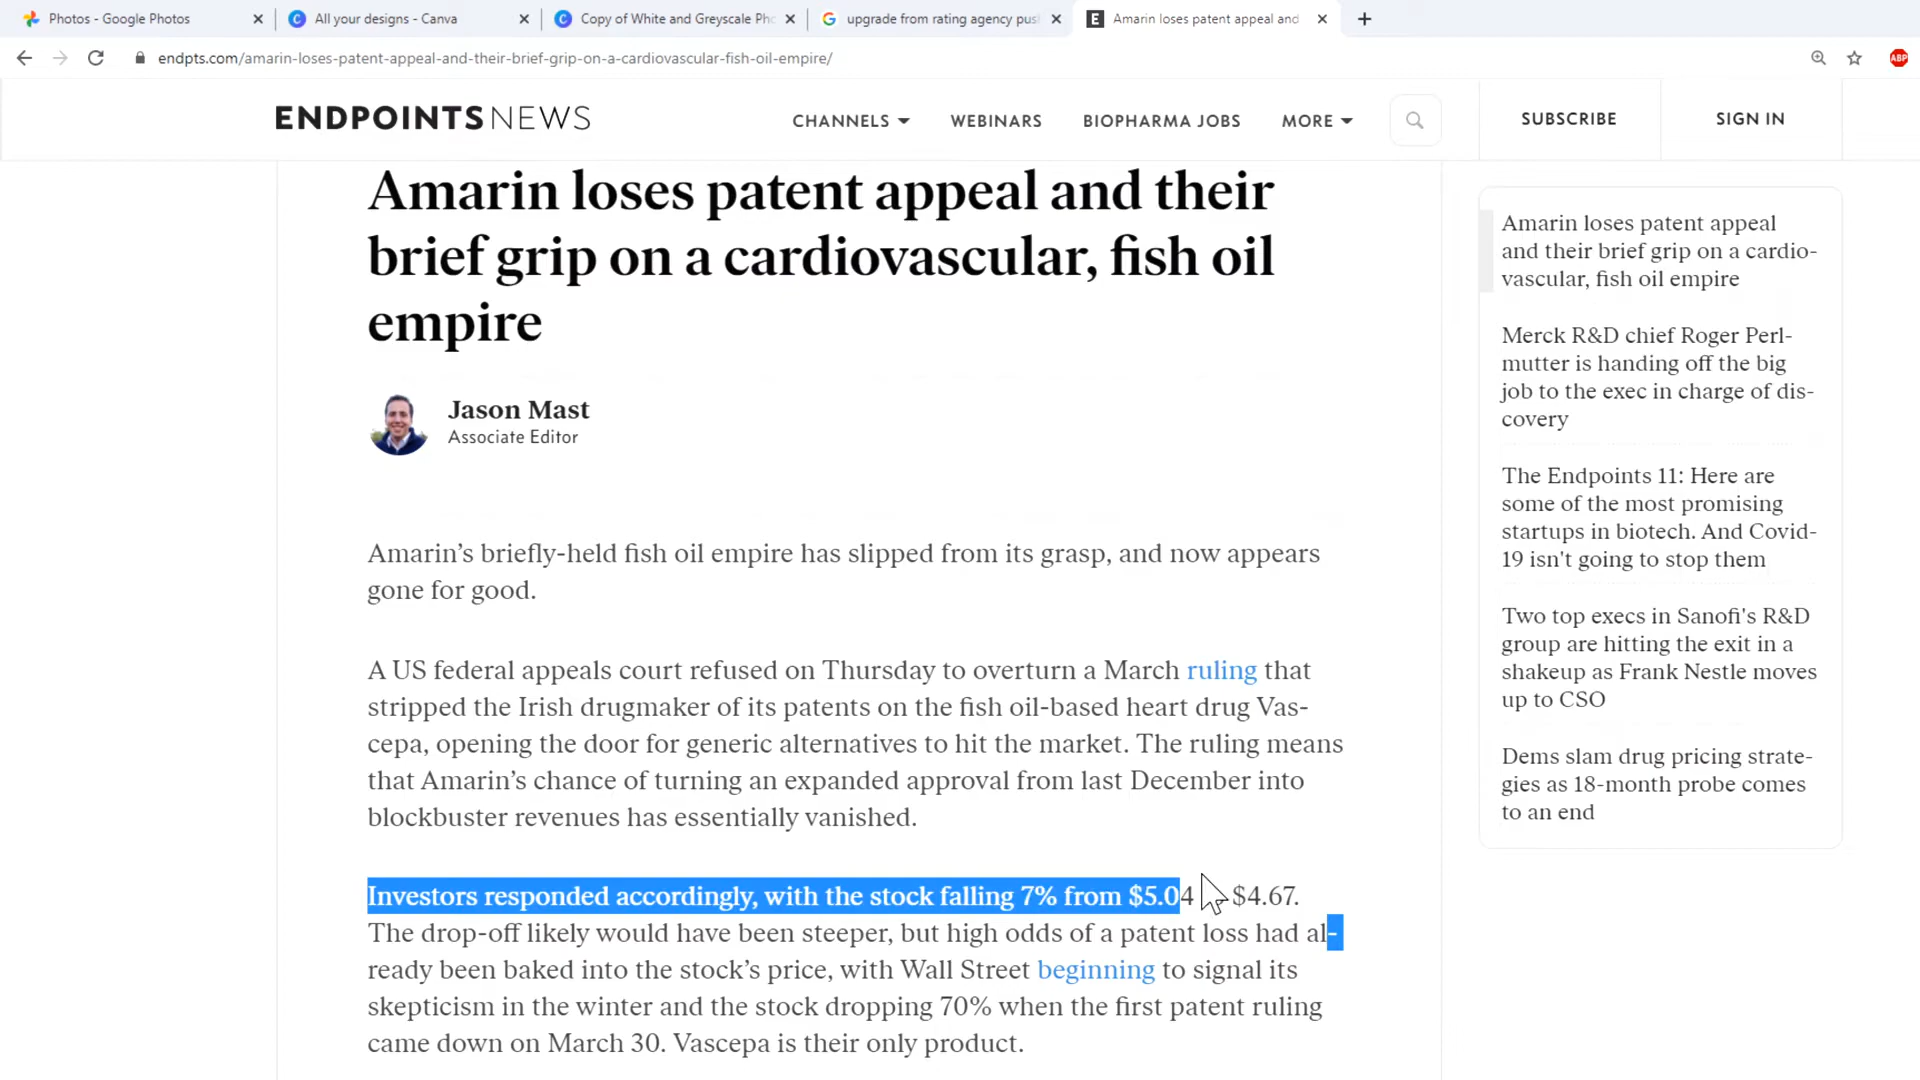 Photos - Google Photos
All your designs - Canva
Copy of White and Greyscale Pho
upgrade from rating agency pus
Amarin loses patent appeal and
endpts.com/amarin-loses-patent-appeal-and-their-brief-grip-on-a-cardiovascular-fish-oil-empire/
ABP
ENDPOINTS NEWS
CHANNELS
WEBINARS
BIOPHARMA JOBS
MORE
SUBSCRIBE
SIGN IN
Amarin loses patent appeal and their
brief grip on a cardiovascular, fish oil
empire
Jason Mast
Associate Editor
Amarin’s briefly-held fish oil empire has slipped from its grasp, and now appears
gone for good.
A US federal appeals court refused on Thursday to overturn a March ruling that
stripped the Irish drugmaker of its patents on the fish oil-based heart drug Vas-
cepa, opening the door for generic alternatives to hit the market. The ruling means
that Amarin’s chance of turning an expanded approval from last December into
blockbuster revenues has essentially vanished.
Investors responded accordingly, with the stock falling 7% from $5.04 $4.67.
The drop-off likely would have been steeper, but high odds of a patent loss had al-
ready been baked into the stock’s price, with Wall Street beginning to signal its
skepticism in the winter and the stock dropping 70% when the first patent ruling
came down on March 30. Vascepa is their only product.
Amarin loses patent appeal
and their brief grip on a cardio-
vascular, fish oil empire
Merck R&D chief Roger Perl-
mutter is handing off the big
job to the exec in charge of dis-
covery
The Endpoints 11: Here are
some of the most promising
startups in biotech. And Covid-
19 isn't going to stop them
Two top execs in Sanofi's R&D
group are hitting the exit in a
shakeup as Frank Nestle moves
up to CSO
Dems slam drug pricing strate-
gies as 18-month probe comes
to an end